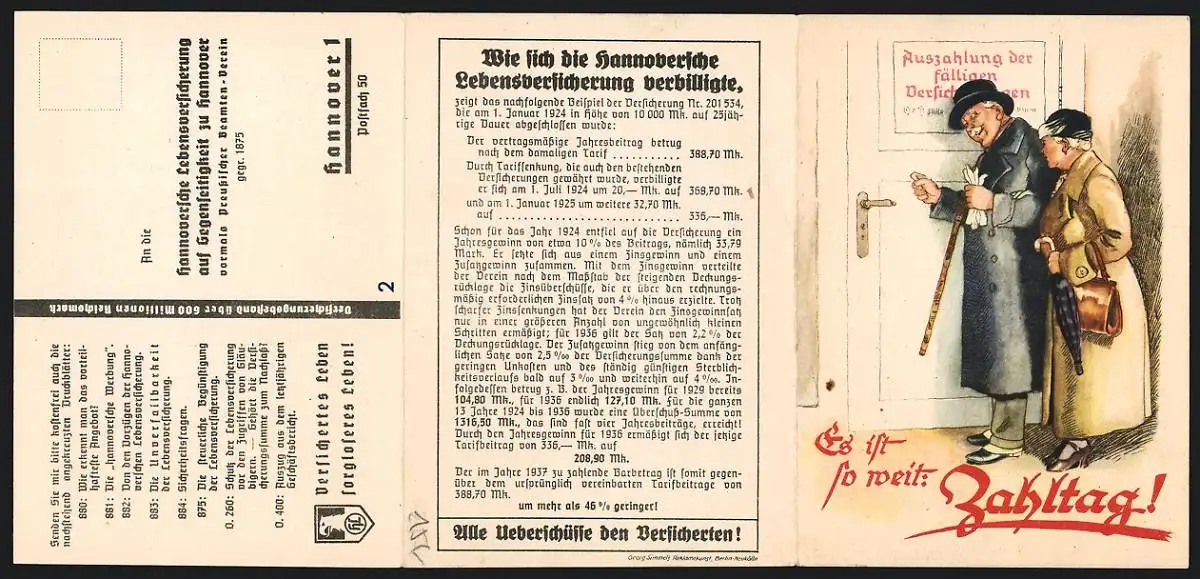 An die
Hannoversche Lebensversicherung
auf Gegenseitigkeit zu Hannover
vormals Preußischer Beamten-Verein
gegr. 1875
Hannover 1
Postfach 50
Versicherungsbestand über 600 Millionen Reichsmark
2
Senden Sie mir bitte kostenfrei auch die
nachstehend angekreuzten Druckblätter:
880: Wie erkennt man das vorteil-
hafteste Angebot?
881: Die „hannoversche Werbung".
882: Von den Vorzügen der Hanno-
verschen Lebensversicherung.
883: Die Unverfallbarkeit
der Lebensversicherung.
884: Sicherheitsfragen.
875: Die steuerliche Begünstigung
der Lebensversicherung.
O. 260: Schutz der Lebensversicherung
vor den Zugriffen von Gläu-
bigern. — Gehört die Versi-
cherungssumme zum Nachlaß?
O. 400: Auszug aus dem letztjährigen
Geschäftsbericht.
Versichertes Leben
sorgloseres Leben!
HL
Wie sich die Hannoversche
Lebensversicherung verbilligte,
zeigt das nachfolgende Beispiel der Versicherung Nr. 201 534,
die am 1. Januar 1924 in Höhe von 10 000 Mk. auf 25jäh-
rige Dauer abgeschlossen wurde:
Der vertragsmäßige Jahresbeitrag betrug
nach dem damaligen Tarif ........... 388,70 Mk.
Durch Tarifsenkung, die auch den bestehenden
Versicherungen gewährt wurde, verbilligte
er sich am 1. Juli 1924 um 20,— Mk. auf 368,70 Mk.
und am 1. Januar 1925 um weitere 32,70 Mk.
auf ............................. 336,— Mk.
Schon für das Jahr 1924 entfiel auf die Versicherung ein
Jahresgewinn von etwa 10 % des Beitrags, nämlich 33,79
Mark. Er setzte sich aus einem Zinsgewinn und einem
Zusatzgewinn zusammen. Mit dem Zinsgewinn verteilte
der Verein nach dem Maßstab der steigenden Deckungs-
rücklage die Zinsüberschüsse, die er über den rechnungs-
mäßig erforderlichen Zinssatz von 4 % hinaus erzielte. Trotz
scharfer Zinssenkungen hat der Verein den Zinsgewinnsatz
nur in einer größeren Anzahl von ungewöhnlich kleinen
Schritten ermäßigt; für 1936 gilt der Satz von 2,2 % der
Deckungsrücklage. Der Zusatzgewinn stieg von dem anfäng-
lichen Satze von 2,5 ‰ der Versicherungssumme dank der
geringen Unkosten und des ständig günstigen Sterblich-
keitsverlaufs bald auf 3 ‰ und weiterhin auf 4 ‰. In-
folgedessen betrug z. B. der Jahresgewinn für 1929 bereits
104,80 Mk., für 1936 endlich 127,10 Mk. Für die ganzen
13 Jahre 1924 bis 1936 wurde eine Überschuß-Summe von
1316,50 Mk., das sind fast vier Jahresbeiträge, erreicht!
Durch den Jahresgewinn für 1936 ermäßigt sich der jetzige
Tarifbeitrag von 336,— Mk. auf
208,90 Mk.
Der im Jahre 1937 zu zahlende Barbetrag ist somit gegen-
über dem ursprünglich vereinbarten Tarifbeitrage von
388,70 Mk.
um mehr als 46 % geringer!
Alle Ueberschüsse den Versicherten!
Georg Simmelz Reklamekunst, Berlin-Neukölln
Auszahlung der
fälligen
Es ist
so weit:
Zahltag!